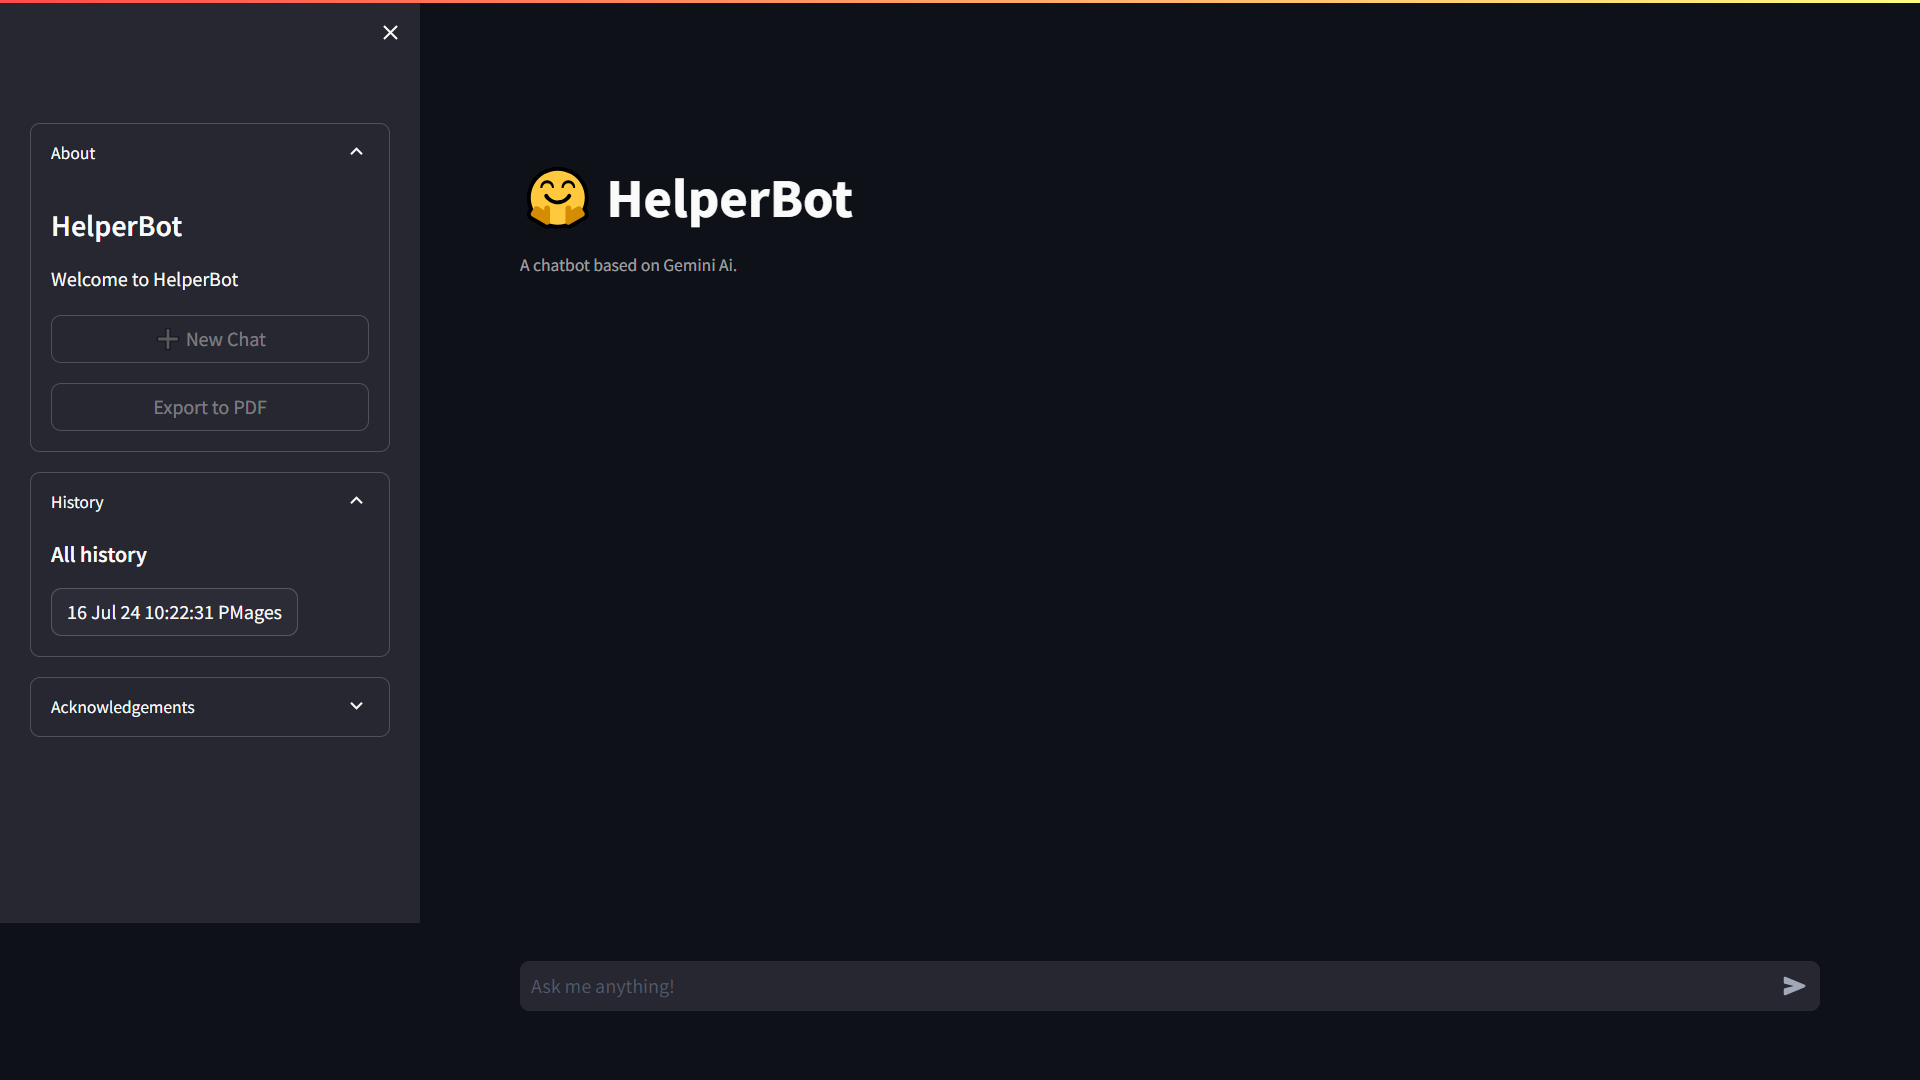 About
HelperBot
Welcome to HelperBot
New Chat
Export to PDF
History
All history
16 Jul 24 10:22:31 PMages
Acknowledgements
HelperBot
A chatbot based on Gemini Ai.
Ask me anything!